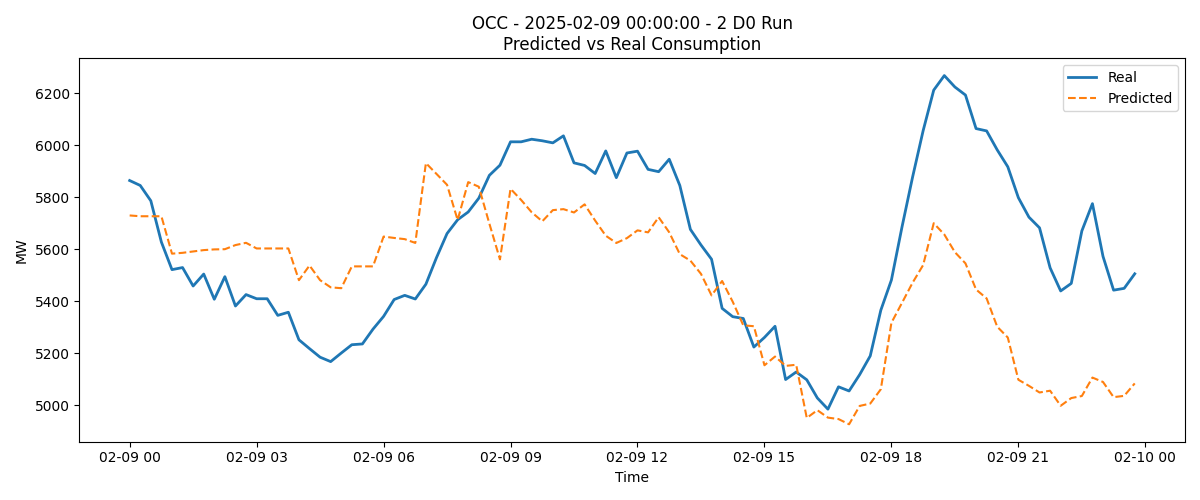 OCC - 2025-02-09 00:00:00 - 2 D0 Run
Predicted vs Real Consumption
Real
Predicted
MW
6200
6000
5800
5600
5400
5200
5000
02-09 00
02-09 03
02-09 06
02-09 09
02-09 12
02-09 15
02-09 18
02-09 21
02-10 00
Time